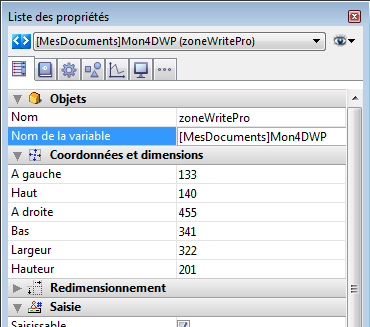 Liste des propriétés
[MesDocuments]Mon4DWP (zoneWritePro)
Objets
Nom zoneWritePro
Nom de la variable [MesDocuments]Mon4DWP
Coordonnées et dimensions
A gauche 133
Haut 140
A droite 455
Bas 341
Largeur 322
Hauteur 201
Redimensionnement
Saisie
Saisissable